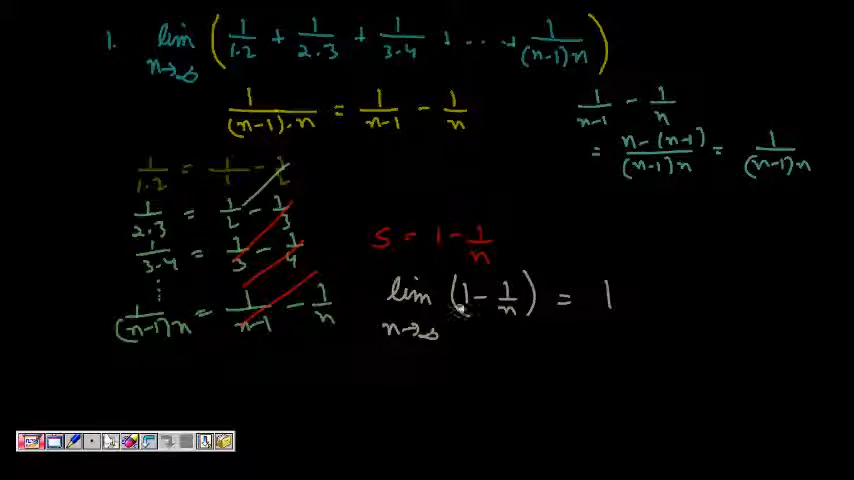 1. lim n→∞ ( 1/(1·2) + 1/(2·3) + 1/(3·4) + ... + 1/((n-1)n) )
1/((n-1)·n) = 1/(n-1) - 1/n
1/(n-1) - 1/n
= (n-(n-1))/((n-1)n) = 1/((n-1)n)
1/(1·2) = 1/1 - 1/2
1/(2·3) = 1/2 - 1/3
1/(3·4) = 1/3 - 1/4
⋮
1/((n-1)n) = 1/(n-1) - 1/n
S = 1 - 1/n
lim n→∞ (1 - 1/n) = 1